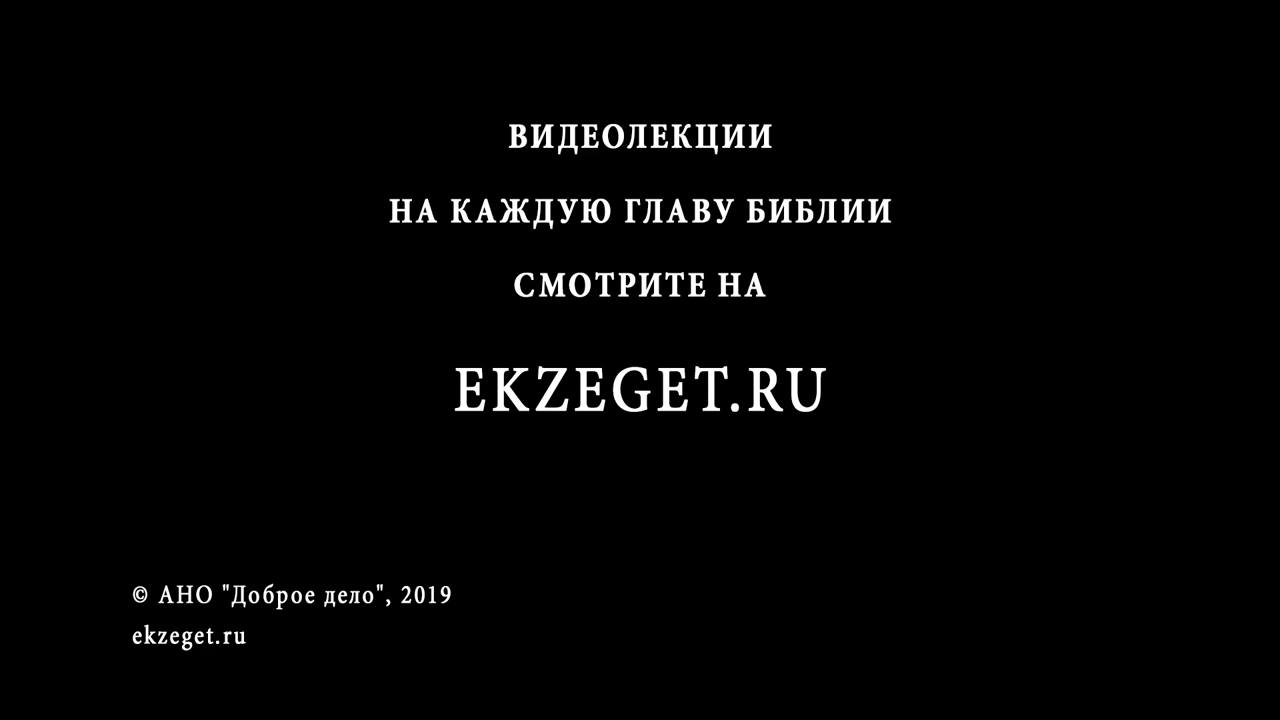 ВИДЕОЛЕКЦИИ
НА КАЖДУЮ ГЛАВУ БИБЛИИ
СМОТРИТЕ НА
EKZEGET.RU
© АНО "Доброе дело", 2019
ekzeget.ru